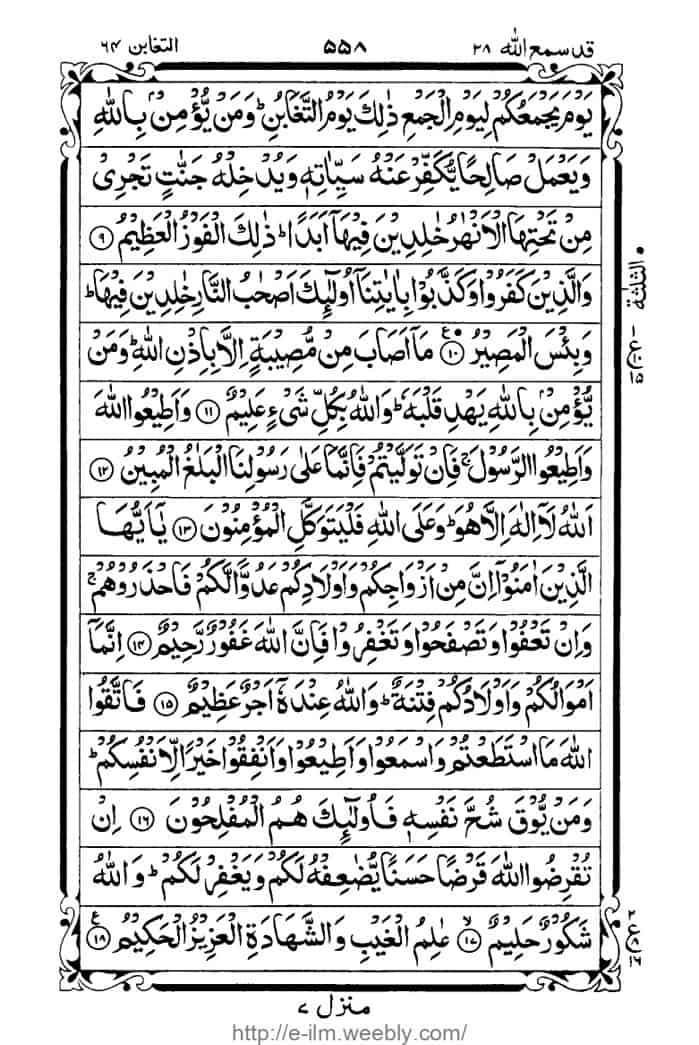 قد سمع الله ٢٨ ٥٥٨ التغابن ٦٤
يَوْمَ يَجْمَعُكُمْ لِيَوْمِ الْجَمْعِ ذٰلِكَ يَوْمُ التَّغَابُنِ ؕ وَمَنْ يُّؤْمِنْۢ بِاللّٰهِ
وَيَعْمَلْ صَالِحًا يُّكَفِّرْ عَنْهُ سَيِّاٰتِهٖ وَيُدْخِلْهُ جَنّٰتٍ تَجْرِىْ
مِنْ تَحْتِهَا الْاَنْهٰرُ خٰلِدِيْنَ فِيْهَاۤ اَبَدًا ؕ ذٰلِكَ الْفَوْزُ الْعَظِيْمُ ۝٩
وَالَّذِيْنَ كَفَرُوْا وَكَذَّبُوْا بِاٰيٰتِنَاۤ اُولٰٓئِكَ اَصْحٰبُ النَّارِ خٰلِدِيْنَ فِيْهَا ؕ
وَبِئْسَ الْمَصِيْرُ ۝١٠ مَاۤ اَصَابَ مِنْ مُّصِيْبَةٍ اِلَّا بِاِذْنِ اللّٰهِ ؕ وَمَنْ
يُّؤْمِنْۢ بِاللّٰهِ يَهْدِ قَلْبَهٗ ؕ وَاللّٰهُ بِكُلِّ شَىْءٍ عَلِيْمٌ ۝١١ وَاَطِيْعُوا اللّٰهَ
وَاَطِيْعُوا الرَّسُوْلَ ۚ فَاِنْ تَوَلَّيْتُمْ فَاِنَّمَا عَلٰى رَسُوْلِنَا الْبَلٰغُ الْمُبِيْنُ ۝١٢
اَللّٰهُ لَاۤ اِلٰهَ اِلَّا هُوَ ؕ وَعَلَى اللّٰهِ فَلْيَتَوَكَّلِ الْمُؤْمِنُوْنَ ۝١٣ يٰۤاَيُّهَا
الَّذِيْنَ اٰمَنُوْۤا اِنَّ مِنْ اَزْوَاجِكُمْ وَاَوْلَادِكُمْ عَدُوًّا لَّكُمْ فَاحْذَرُوْهُمْ ۚ
وَاِنْ تَعْفُوْا وَتَصْفَحُوْا وَتَغْفِرُوْا فَاِنَّ اللّٰهَ غَفُوْرٌ رَّحِيْمٌ ۝١٤ اِنَّمَاۤ
اَمْوَالُكُمْ وَاَوْلَادُكُمْ فِتْنَةٌ ؕ وَاللّٰهُ عِنْدَهٗۤ اَجْرٌ عَظِيْمٌ ۝١٥ فَاتَّقُوا
اللّٰهَ مَا اسْتَطَعْتُمْ وَاسْمَعُوْا وَاَطِيْعُوْا وَاَنْفِقُوْا خَيْرًا لِّاَنْفُسِكُمْ ؕ
وَمَنْ يُّوْقَ شُحَّ نَفْسِهٖ فَاُولٰٓئِكَ هُمُ الْمُفْلِحُوْنَ ۝١٦ اِنْ
تُقْرِضُوا اللّٰهَ قَرْضًا حَسَنًا يُّضٰعِفْهُ لَكُمْ وَيَغْفِرْ لَكُمْ ؕ وَاللّٰهُ
شَكُوْرٌ حَلِيْمٌ ۝١٧ۙ عٰلِمُ الْغَيْبِ وَالشَّهَادَةِ الْعَزِيْزُ الْحَكِيْمُ ۝١٨
الثلثة
منزل ٧
http://e-ilm.weebly.com/